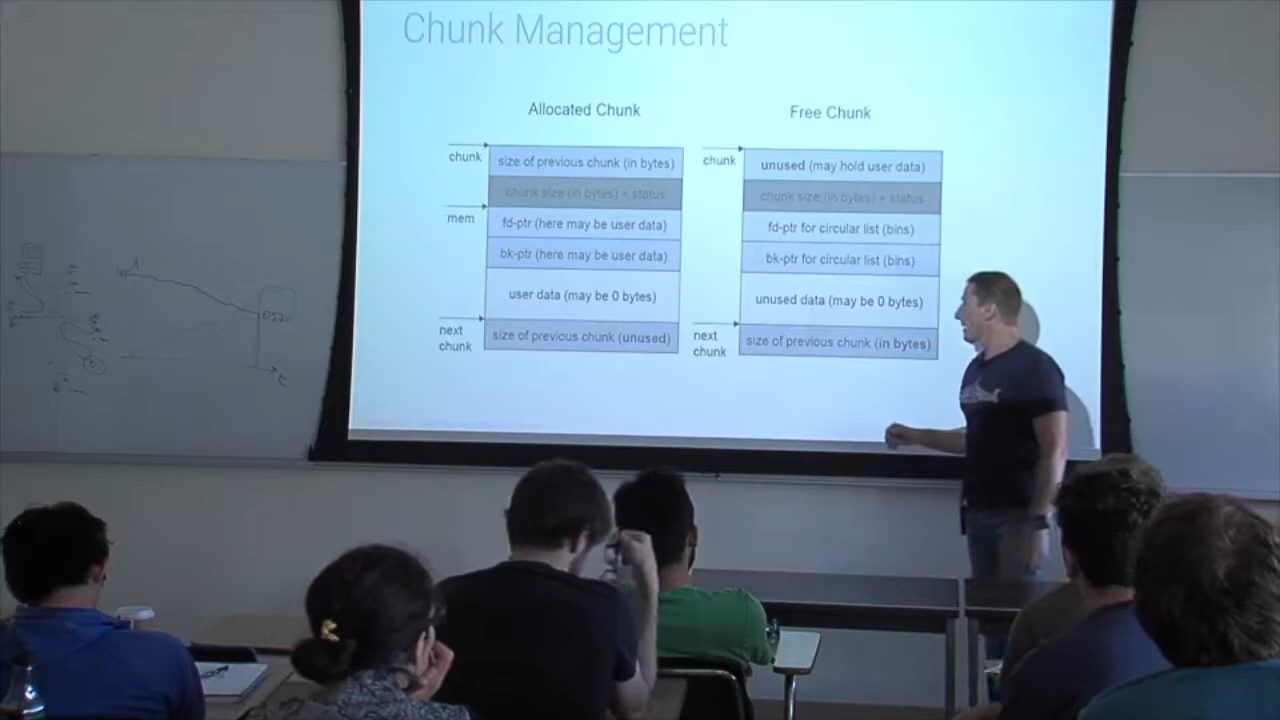 Chunk Management
Allocated Chunk
Free Chunk
chunk
size of previous chunk (in bytes)
chunk size (in bytes) + status
mem
fd-ptr (here may be user data)
bk-ptr (here may be user data)
user data (may be 0 bytes)
next
chunk
size of previous chunk (unused)
chunk
unused (may hold user data)
chunk size (in bytes) + status
fd-ptr for circular list (bins)
bk-ptr for circular list (bins)
unused data (may be 0 bytes)
next
chunk
size of previous chunk (in bytes)